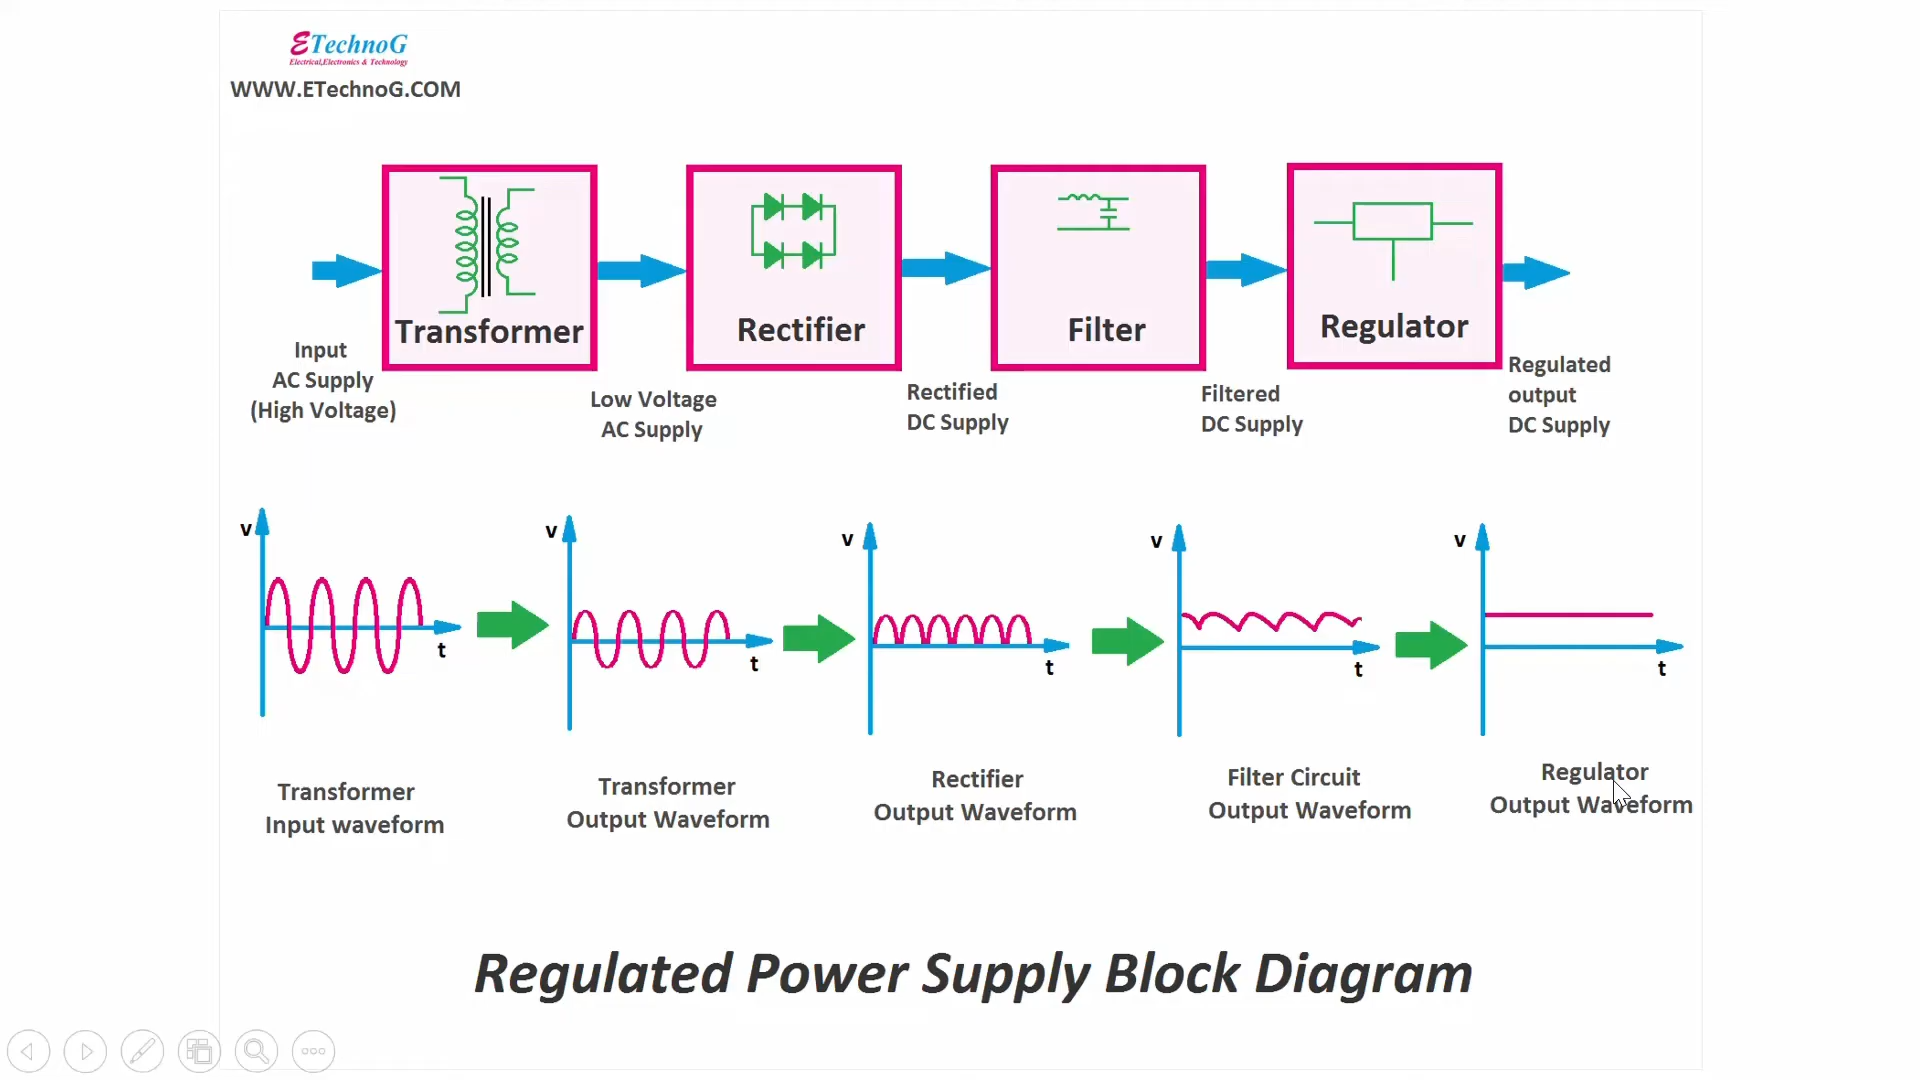 ETechnoG
Electrical,Electronics & Technology
WWW.ETechnoG.COM
Transformer
Rectifier
Filter
Regulator
Input
AC Supply
(High Voltage)
Low Voltage
AC Supply
Rectified
DC Supply
Filtered
DC Supply
Regulated
output
DC Supply
v
t
v
t
v
t
v
t
v
t
Transformer
Input waveform
Transformer
Output Waveform
Rectifier
Output Waveform
Filter Circuit
Output Waveform
Regulator
Output Waveform
Regulated Power Supply Block Diagram